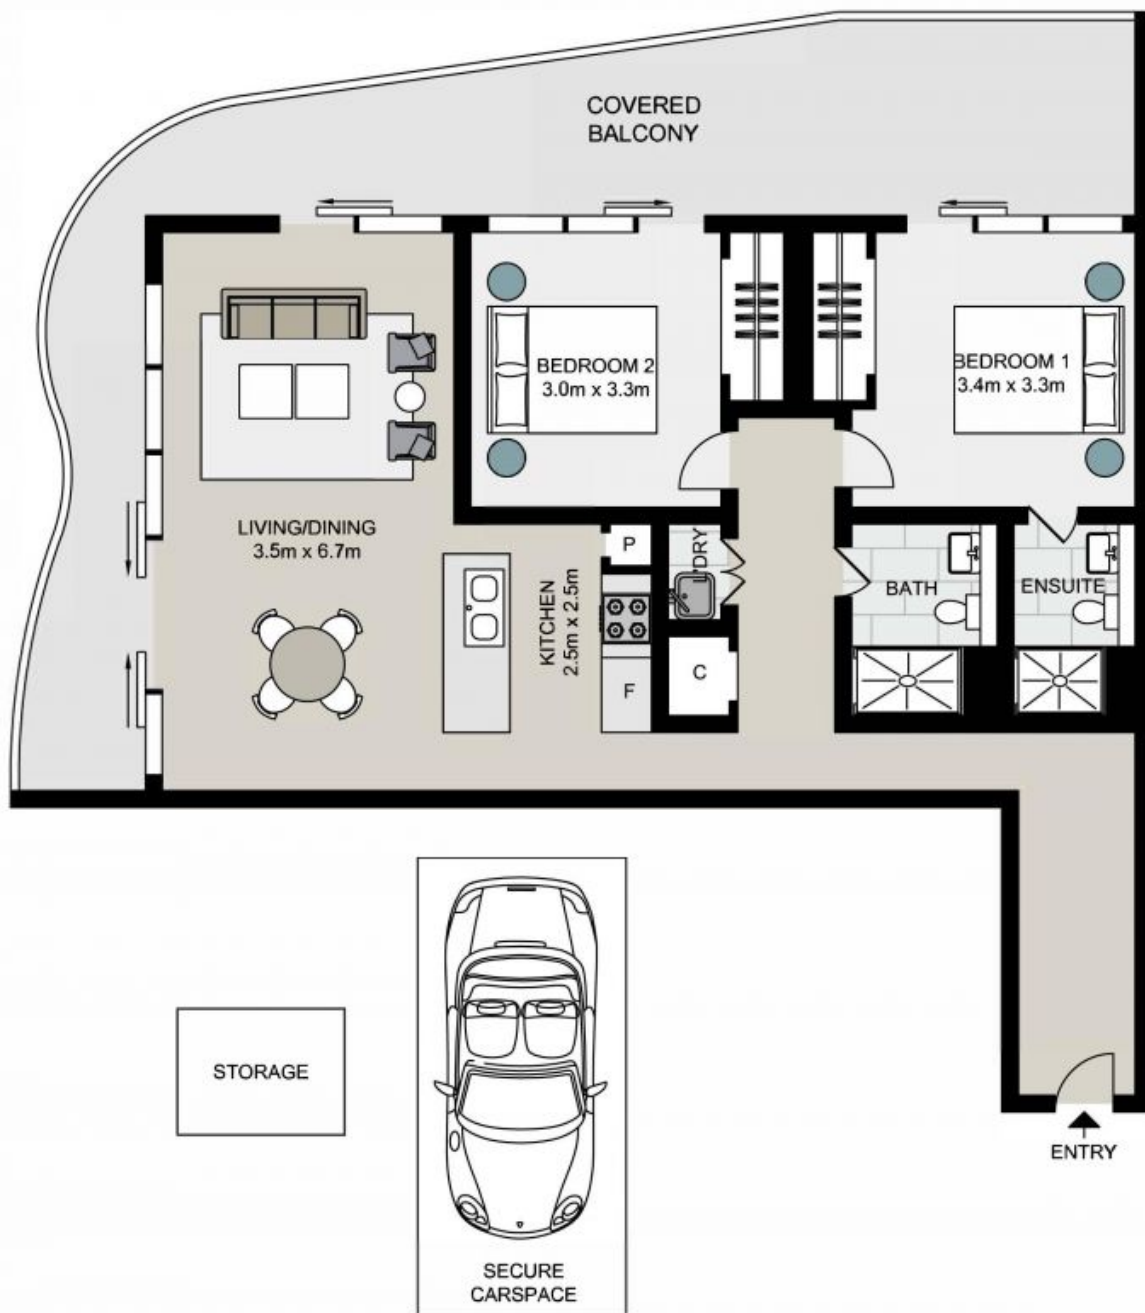 COVERED
BALCONY
BEDROOM 2
3.0m x 3.3m
BEDROOM 1
3.4m x 3.3m
LIVING/DINING
3.5m x 6.7m
KITCHEN
2.5m x 2.5m
P
L'DRY
F
C
BATH
ENSUITE
STORAGE
ENTRY
SECURE
CARSPACE